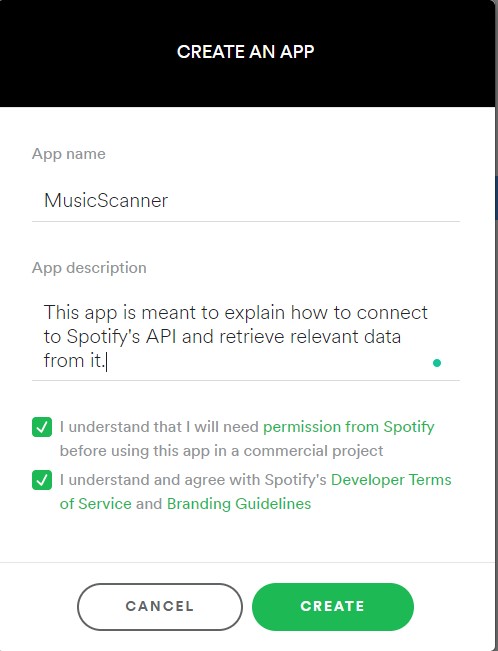 CREATE AN APP
App name
MusicScanner
App description
This app is meant to explain how to connect
to Spotify's API and retrieve relevant data
from it.
I understand that I will need permission from Spotify
before using this app in a commercial project
I understand and agree with Spotify's Developer Terms
of Service and Branding Guidelines
CANCEL
CREATE